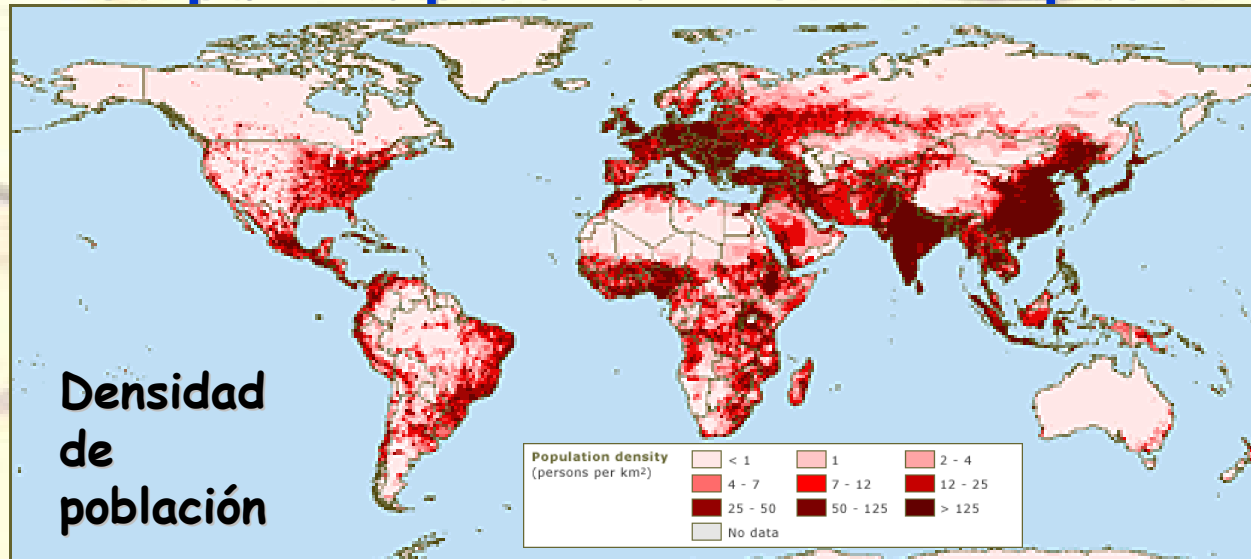 Densidad
de
población
Population density
(persons per km²)
< 1
1
2 - 4
4 - 7
7 - 12
12 - 25
25 - 50
50 - 125
> 125
No data